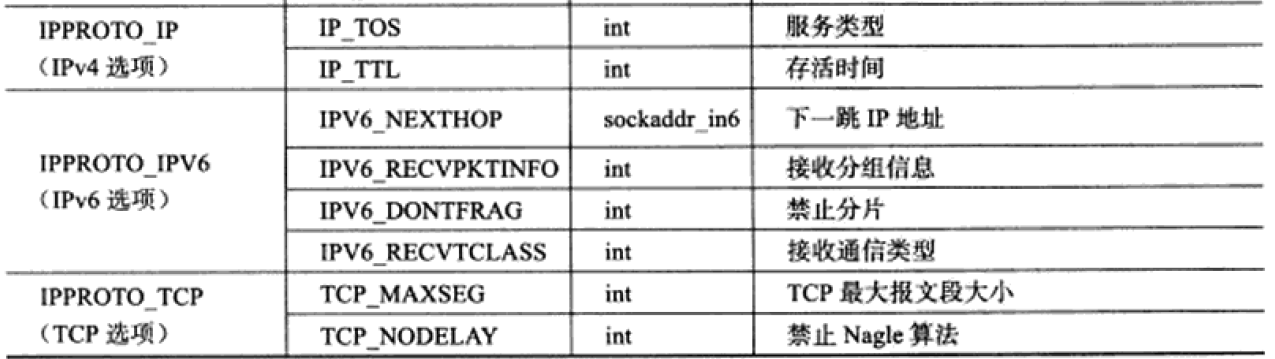 IPPROTO_IP
（IPv4 选项）
IP_TOS int 服务类型
IP_TTL int 存活时间
IPPROTO_IPV6
（IPv6 选项）
IPV6_NEXTHOP sockaddr_in6 下一跳 IP 地址
IPV6_RECVPKTINFO int 接收分组信息
IPV6_DONTFRAG int 禁止分片
IPV6_RECVTCLASS int 接收通信类型
IPPROTO_TCP
（TCP 选项）
TCP_MAXSEG int TCP 最大报文段大小
TCP_NODELAY int 禁止 Nagle 算法